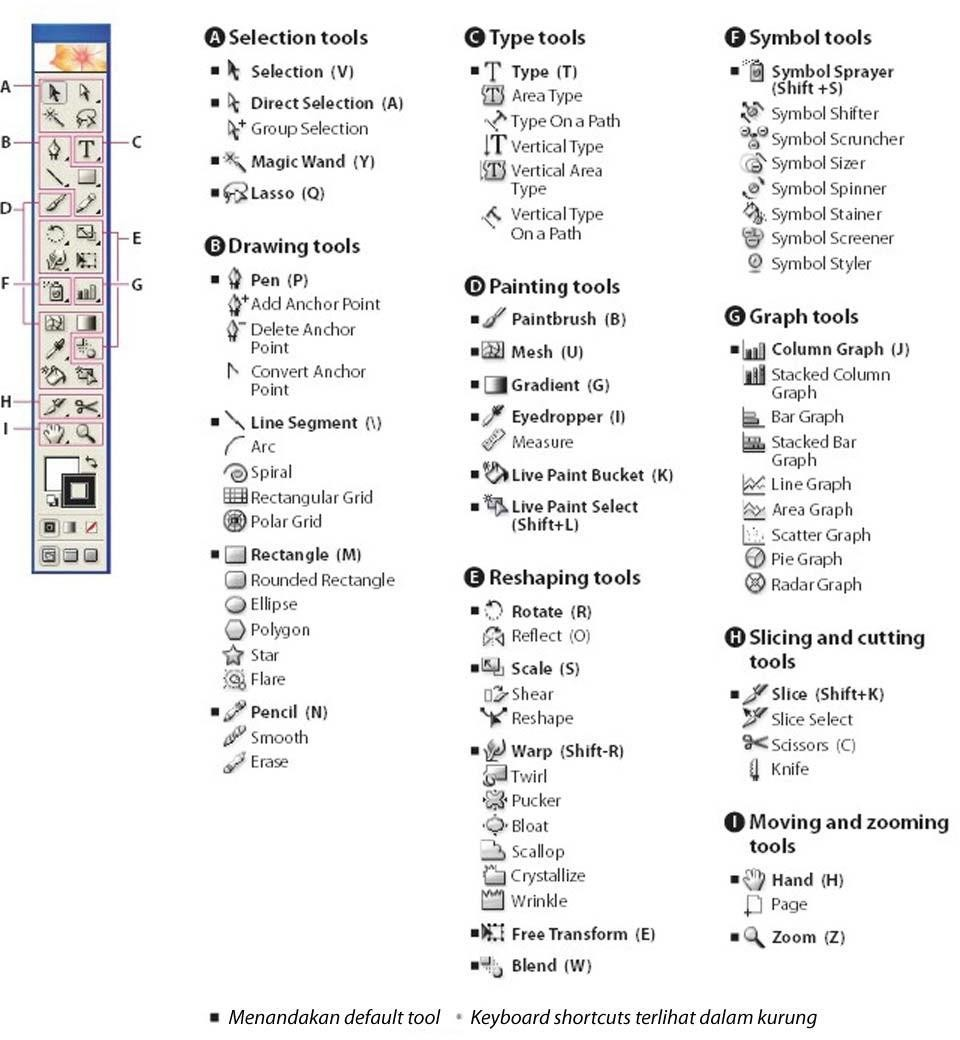 A
B
C
D
E
F
G
H
I
A Selection tools
Selection (V)
Direct Selection (A)
Group Selection
Magic Wand (Y)
Lasso (Q)
B Drawing tools
Pen (P)
Add Anchor Point
Delete Anchor
Point
Convert Anchor
Point
Line Segment (\)
Arc
Spiral
Rectangular Grid
Polar Grid
Rectangle (M)
Rounded Rectangle
Ellipse
Polygon
Star
Flare
Pencil (N)
Smooth
Erase
C Type tools
Type (T)
Area Type
Type On a Path
Vertical Type
Vertical Area
Type
Vertical Type
On a Path
D Painting tools
Paintbrush (B)
Mesh (U)
Gradient (G)
Eyedropper (I)
Measure
Live Paint Bucket (K)
Live Paint Select
(Shift+L)
E Reshaping tools
Rotate (R)
Reflect (O)
Scale (S)
Shear
Reshape
Warp (Shift-R)
Twirl
Pucker
Bloat
Scallop
Crystallize
Wrinkle
Free Transform (E)
Blend (W)
F Symbol tools
Symbol Sprayer
(Shift +S)
Symbol Shifter
Symbol Scruncher
Symbol Sizer
Symbol Spinner
Symbol Stainer
Symbol Screener
Symbol Styler
G Graph tools
Column Graph (J)
Stacked Column
Graph
Bar Graph
Stacked Bar
Graph
Line Graph
Area Graph
Scatter Graph
Pie Graph
Radar Graph
H Slicing and cutting
tools
Slice (Shift+K)
Slice Select
Scissors (C)
Knife
I Moving and zooming
tools
Hand (H)
Page
Zoom (Z)
■ Menandakan default tool • Keyboard shortcuts terlihat dalam kurung